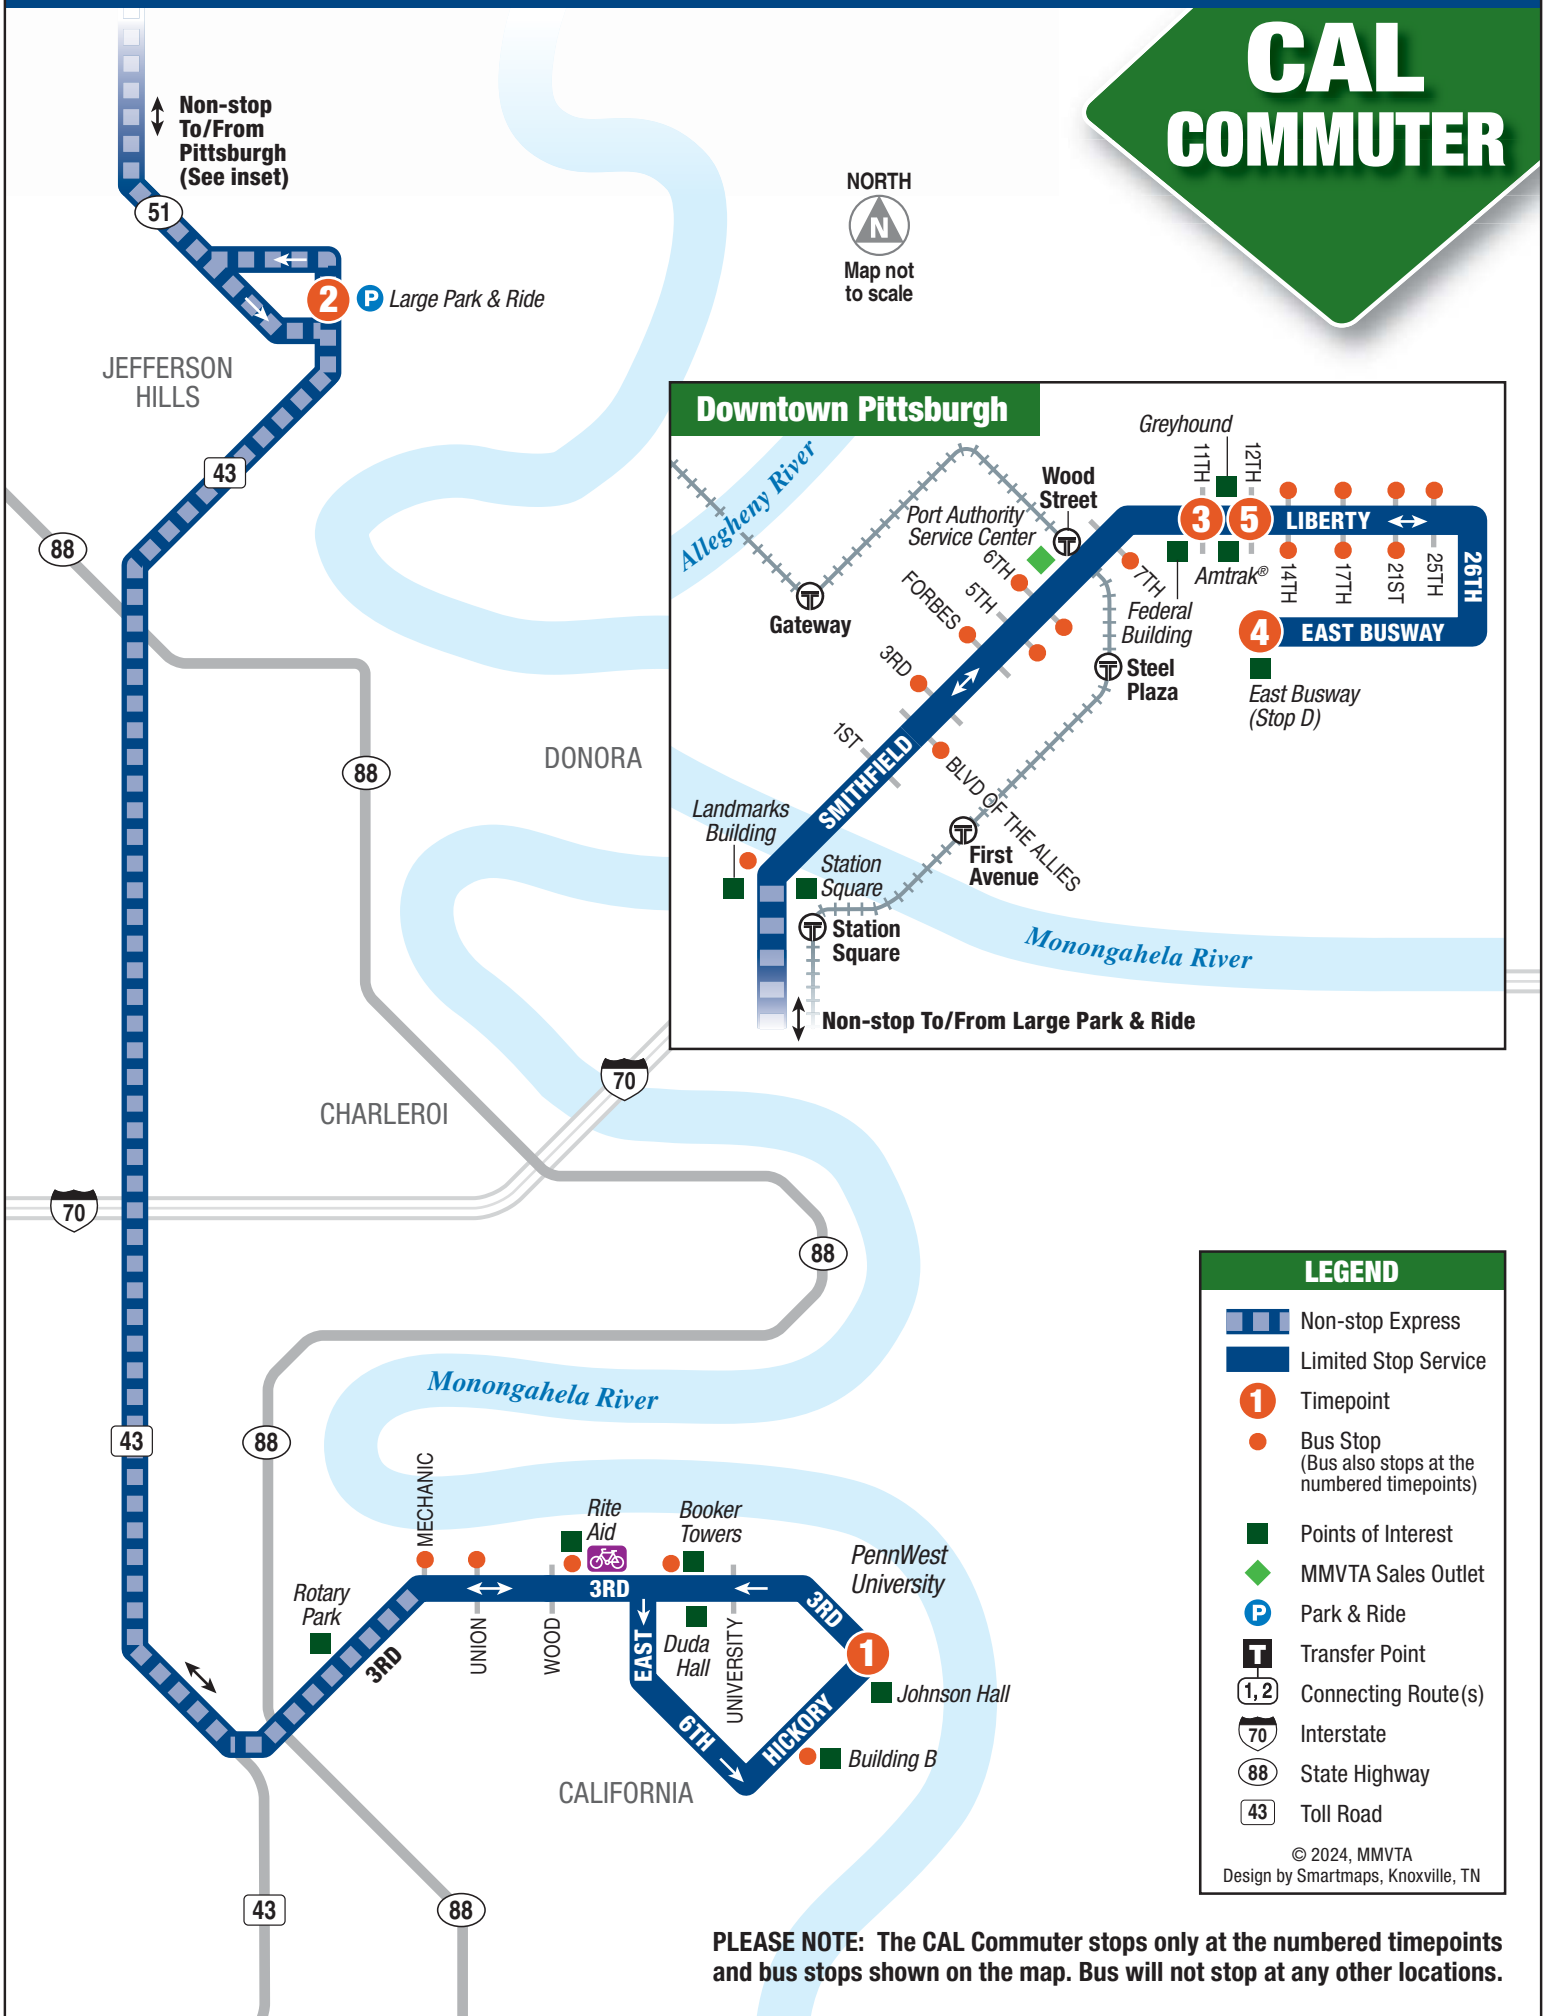 CAL
COMMUTER
Non-stop
To/From
Pittsburgh
(See inset)
51
NORTH
N
Map not
to scale
2
P
Large Park & Ride
JEFFERSON
HILLS
43
88
88
DONORA
CHARLEROI
70
70
88
Monongahela River
43
88
Downtown Pittsburgh
Allegheny River
Greyhound
11TH
12TH
Wood
Street
Port Authority
Service Center
T
3
5
LIBERTY
6TH
7TH
Amtrak®
14TH
17TH
21ST
25TH
26TH
5TH
FORBES
Federal
Building
T
Gateway
4
EAST BUSWAY
3RD
T
Steel
Plaza
East Busway
(Stop D)
1ST
SMITHFIELD
BLVD OF THE ALLIES
Landmarks
Building
T
First
Avenue
Station
Square
T
Station
Square
Monongahela River
Non-stop To/From Large Park & Ride
MECHANIC
Rite
Aid
Booker
Towers
PennWest
University
Rotary
Park
3RD
3RD
3RD
UNION
WOOD
EAST
Duda
Hall
UNIVERSITY
1
Johnson Hall
6TH
HICKORY
Building B
CALIFORNIA
43
88
LEGEND
Non-stop Express
Limited Stop Service
1
Timepoint
Bus Stop
(Bus also stops at the
numbered timepoints)
Points of Interest
MMVTA Sales Outlet
P
Park & Ride
T
Transfer Point
1, 2
Connecting Route(s)
70
Interstate
88
State Highway
43
Toll Road
© 2024, MMVTA
Design by Smartmaps, Knoxville, TN
PLEASE NOTE: The CAL Commuter stops only at the numbered timepoints
and bus stops shown on the map. Bus will not stop at any other locations.